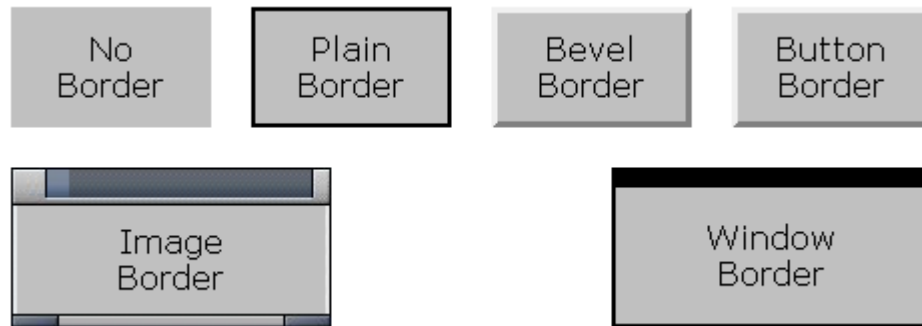 No
Border
Plain
Border
Bevel
Border
Button
Border
Image
Border
Window
Border